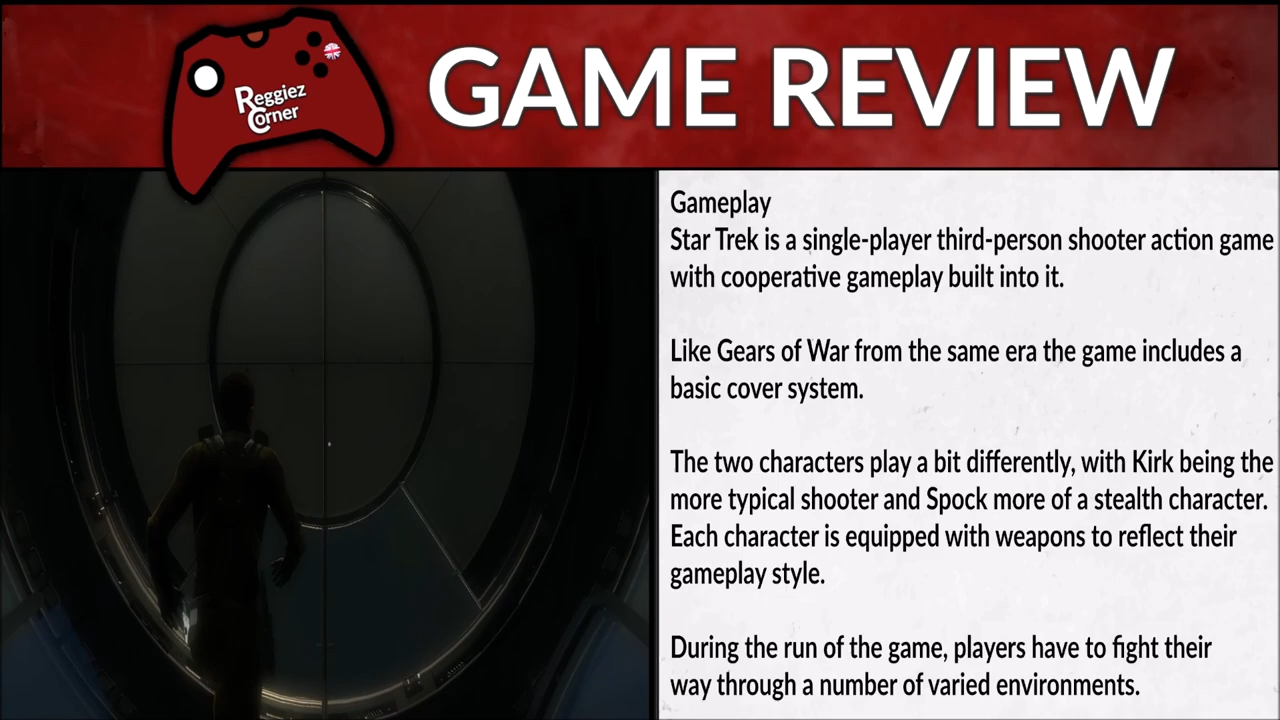 Reggiez
Corner
GAME REVIEW
Gameplay
Star Trek is a single-player third-person shooter action game
with cooperative gameplay built into it.
Like Gears of War from the same era the game includes a
basic cover system.
The two characters play a bit differently, with Kirk being the
more typical shooter and Spock more of a stealth character.
Each character is equipped with weapons to reflect their
gameplay style.
During the run of the game, players have to fight their
way through a number of varied environments.